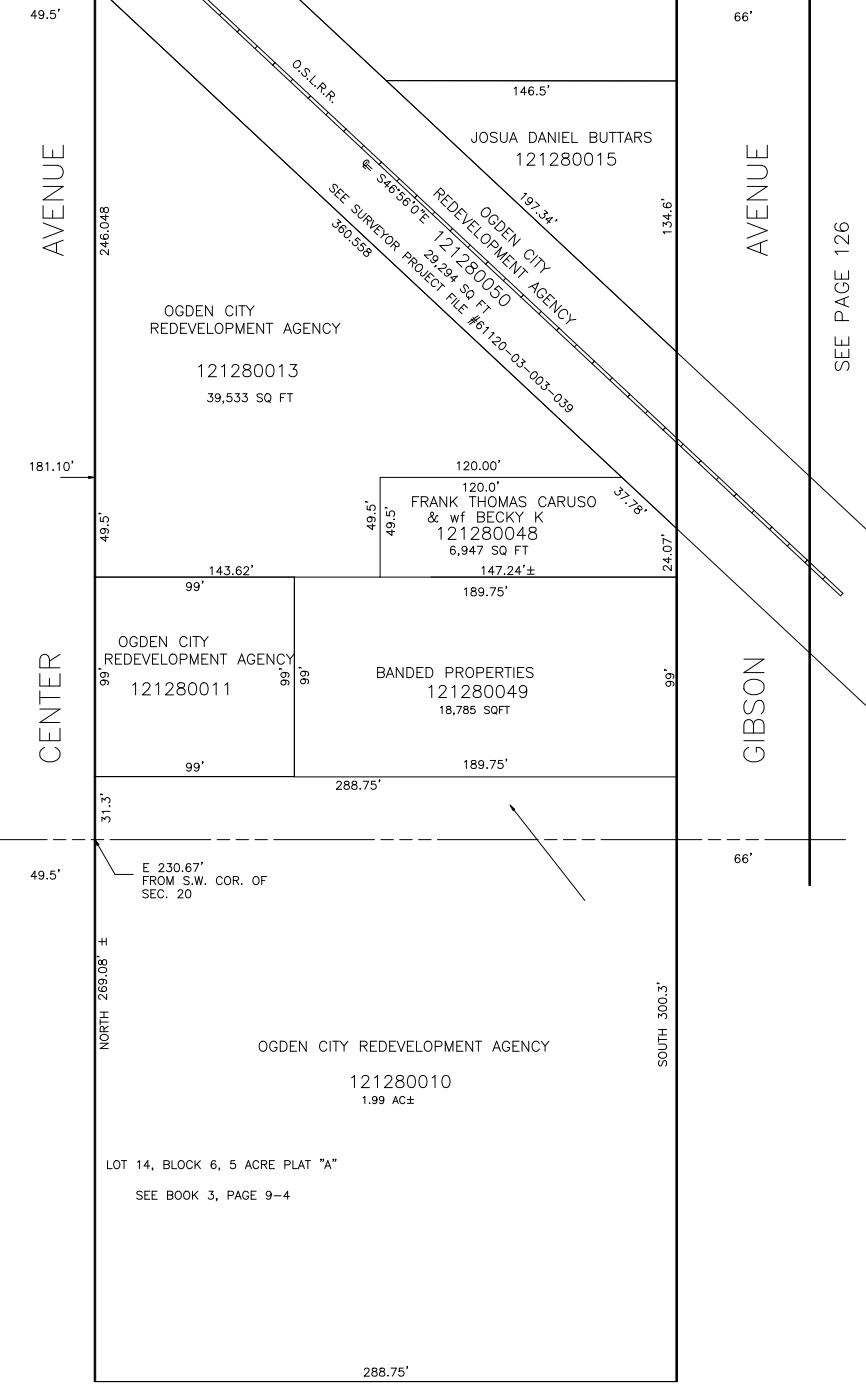 49.5'
66'
O.S.L.R.R.
146.5'
JOSUA DANIEL BUTTARS
121280015
AVENUE
AVENUE
246.048
℄ S46°56'0"E
197.34'
134.6'
SEE SURVEYOR PROJECT FILE #61120-03-003-039
360.558
OGDEN CITY
REDEVELOPMENT AGENCY
121280050
29,294 SQ FT
SEE PAGE 126
OGDEN CITY
REDEVELOPMENT AGENCY
121280013
39,533 SQ FT
181.10'
120.00'
120.0'
37.78'
49.5'
49.5'
49.5'
FRANK THOMAS CARUSO
& wf BECKY K
121280048
6,947 SQ FT
24.07'
143.62'
147.24'±
99'
189.75'
OGDEN CITY
REDEVELOPMENT AGENCY
121280011
99'
99'
99'
BANDED PROPERTIES
121280049
18,785 SQFT
99'
CENTER
GIBSON
99'
189.75'
288.75'
31.3'
E 230.67'
FROM S.W. COR. OF
SEC. 20
49.5'
66'
NORTH 269.08' ±
SOUTH 300.3'
OGDEN CITY REDEVELOPMENT AGENCY
121280010
1.99 AC±
LOT 14, BLOCK 6, 5 ACRE PLAT "A"
SEE BOOK 3, PAGE 9-4
288.75'